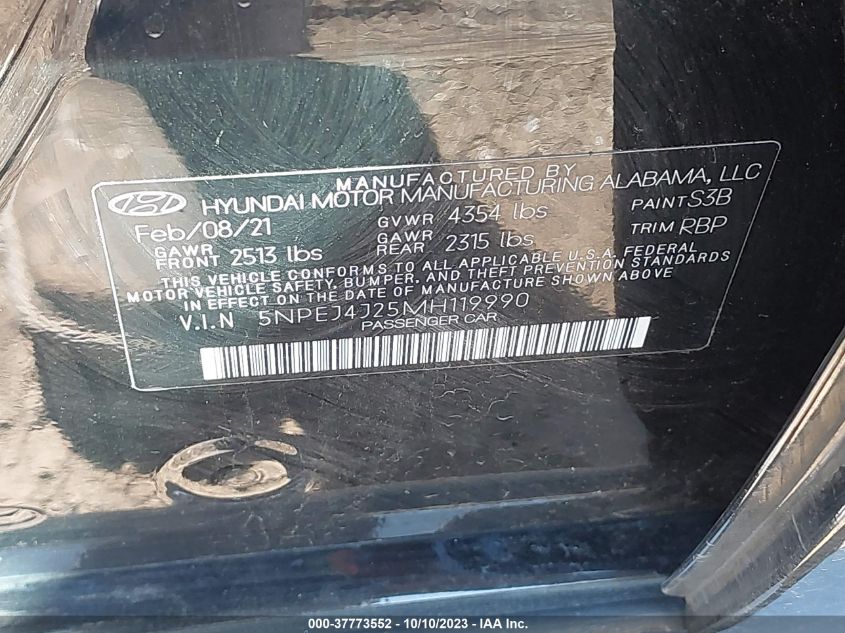 MANUFACTURED BY
HYUNDAI MOTOR MANUFACTURING ALABAMA, LLC
Feb/08/21 GVWR 4354 lbs PAINT S3B
GAWR FRONT 2513 lbs GAWR REAR 2315 lbs TRIM RBP
THIS VEHICLE CONFORMS TO ALL APPLICABLE U.S.A. FEDERAL
MOTOR VEHICLE SAFETY, BUMPER, AND THEFT PREVENTION STANDARDS
IN EFFECT ON THE DATE OF MANUFACTURE SHOWN ABOVE
V.I.N 5NPEJ4J25MH119990
PASSENGER CAR
000-37773552 - 10/10/2023 - IAA Inc.